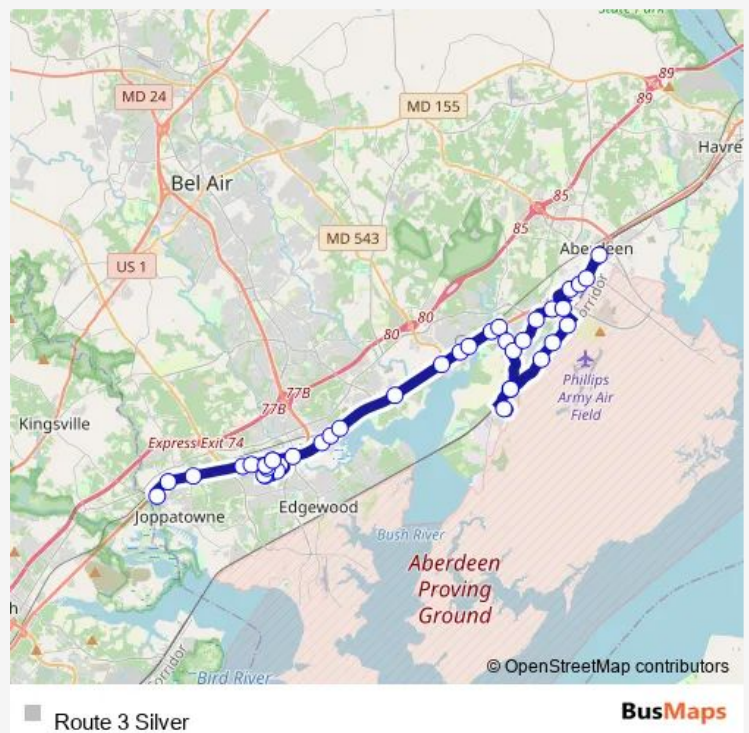 State Park
89
MD 24
89
MD 155
Havre
Bel Air
85
85
MD 543
Aberdeen
US 1
Corridor
80
80
Phillips
Army Air
Field
77B
77B
Kingsville
Express Exit 74
Joppatowne
Edgewood
Bush River
Aberdeen
Proving
Ground
h
© OpenStreetMap contributors
Corridor
Bird River
Route 3 Silver
BusMaps